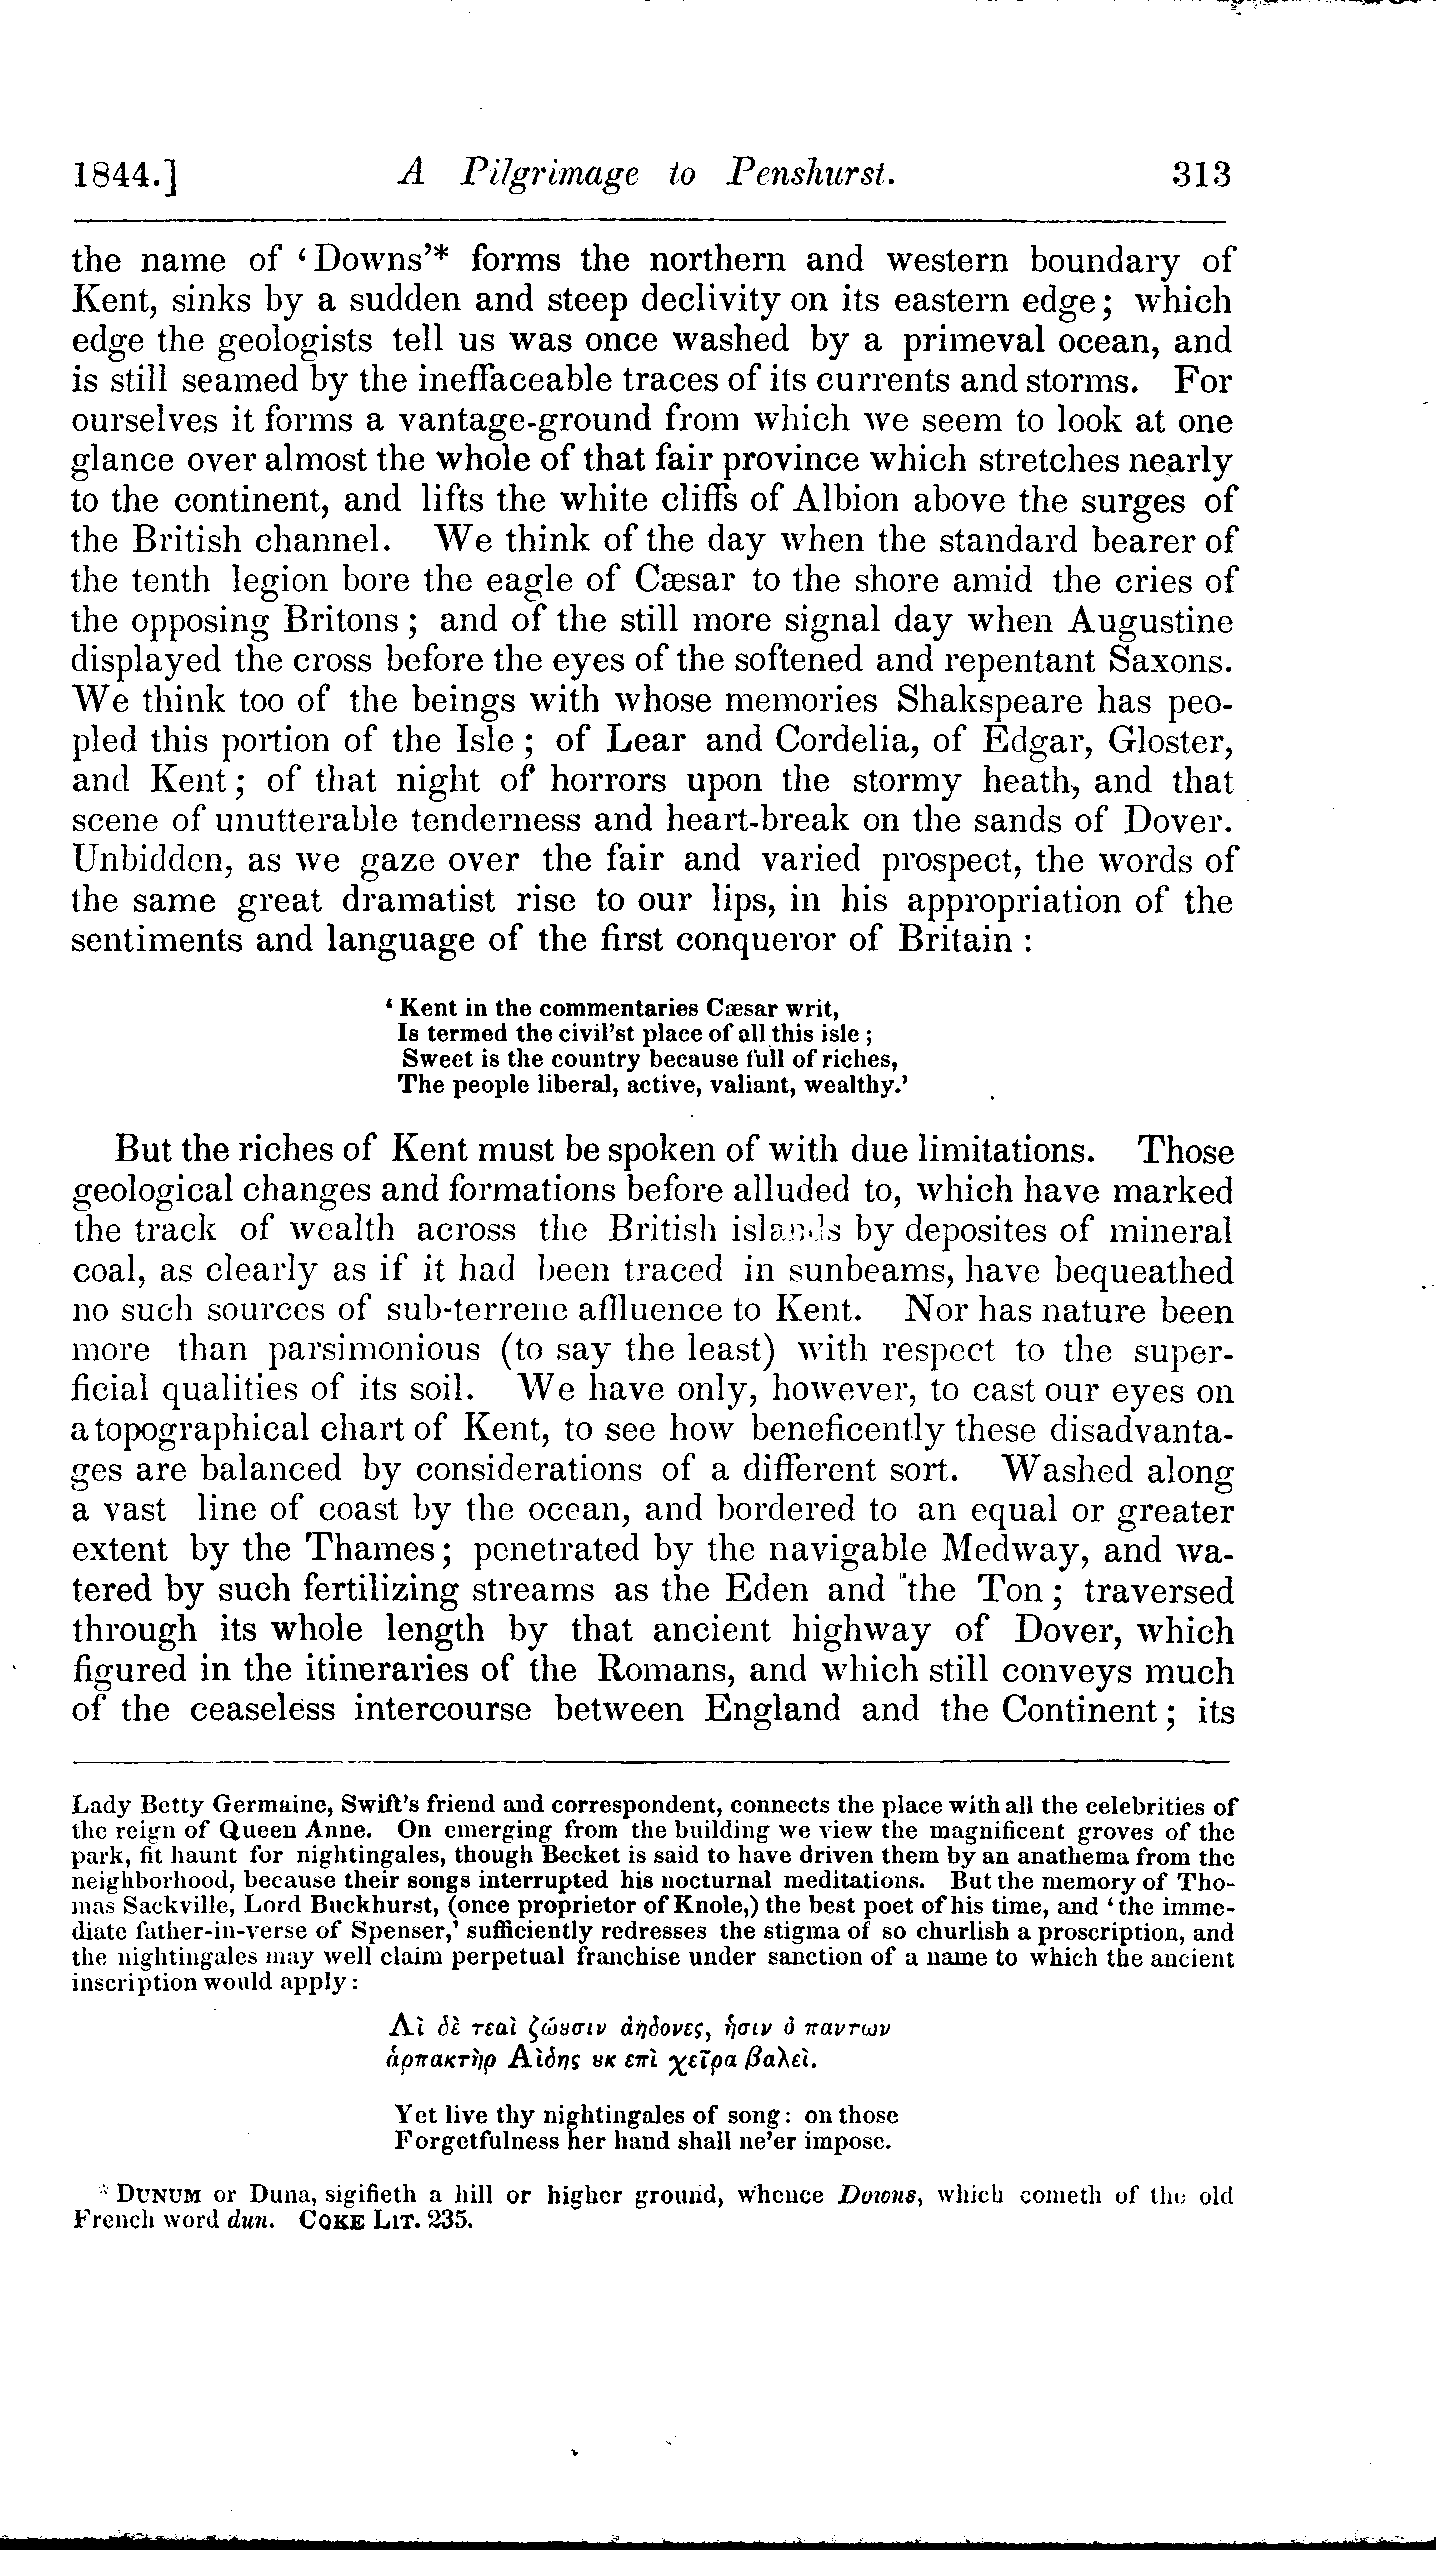 1844.] A Pilgrimage to Penshurst. 313
the name of ‘Downs’* forms the northern and western boundary of
Kent, sinks by a sudden and steep declivity on its eastern edge; which
edge the geologists tell us was once washed by a primeval ocean, and
is still seamed by the ineffaceable traces of its currents and storms. For
ourselves it forms a vantage-ground from which we seem to look at one
glance over almost the whole of that fair province which stretches nearly
to the continent, and lifts the white cliffs of Albion above the surges of
the British channel. We think of the day when the standard bearer of
the tenth legion bore the eagle of Cæsar to the shore amid the cries of
the opposing Britons; and of the still more signal day when Augustine
displayed the cross before the eyes of the softened and repentant Saxons.
We think too of the beings with whose memories Shakspeare has peo-
pled this portion of the Isle; of Lear and Cordelia, of Edgar, Gloster,
and Kent; of that night of horrors upon the stormy heath, and that
scene of unutterable tenderness and heart-break on the sands of Dover.
Unbidden, as we gaze over the fair and varied prospect, the words of
the same great dramatist rise to our lips, in his appropriation of the
sentiments and language of the first conqueror of Britain:
‘Kent in the commentaries Cæsar writ,
Is termed the civil’st place of all this isle;
Sweet is the country because full of riches,
The people liberal, active, valiant, wealthy.’
But the riches of Kent must be spoken of with due limitations. Those
geological changes and formations before alluded to, which have marked
the track of wealth across the British islands by deposites of mineral
coal, as clearly as if it had been traced in sunbeams, have bequeathed
no such sources of sub-terrene affluence to Kent. Nor has nature been
more than parsimonious (to say the least) with respect to the super-
ficial qualities of its soil. We have only, however, to cast our eyes on
a topographical chart of Kent, to see how beneficently these disadvanta-
ges are balanced by considerations of a different sort. Washed along
a vast line of coast by the ocean, and bordered to an equal or greater
extent by the Thames; penetrated by the navigable Medway, and wa-
tered by such fertilizing streams as the Eden and the Ton; traversed
through its whole length by that ancient highway of Dover, which
figured in the itineraries of the Romans, and which still conveys much
of the ceaseless intercourse between England and the Continent; its
Lady Betty Germaine, Swift’s friend and correspondent, connects the place with all the celebrities of
the reign of Queen Anne. On emerging from the building we view the magnificent groves of the
park, fit haunt for nightingales, though Becket is said to have driven them by an anathema from the
neighborhood, because their songs interrupted his nocturnal meditations. But the memory of Tho-
mas Sackville, Lord Buckhurst, (once proprietor of Knole,) the best poet of his time, and ‘the imme-
diate father-in-verse of Spenser,’ sufficiently redresses the stigma of so churlish a proscription, and
the nightingales may well claim perpetual franchise under sanction of a name to which the ancient
inscription would apply:
Αὶ δὲ τεαὶ ζώȣσιν ἀηδονες, ἧσιν ὁ παντων
ἁρπακτὴρ Αὶδης ȣκ επὶ χεῖρα βαλεὶ.
Yet live thy nightingales of song: on those
Forgetfulness her hand shall ne’er impose.
* DUNUM or Duna, sigifieth a hill or higher ground, whence Downs, which cometh of the old
French word dun. COKE LIT. 235.